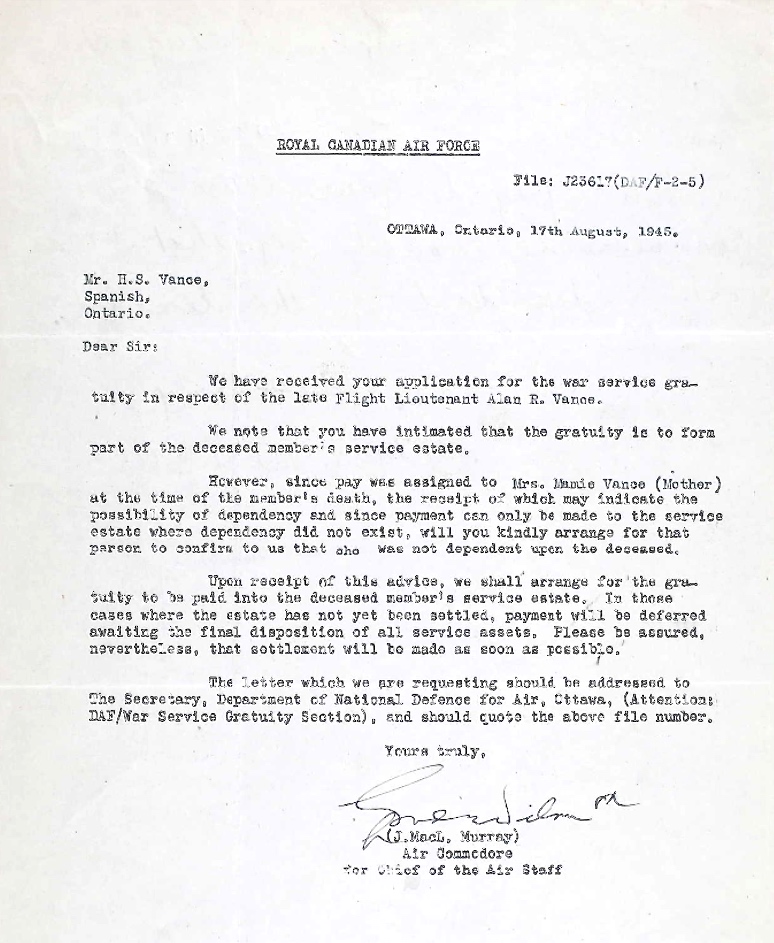 ROYAL CANADIAN AIR FORCE
File: J23617(DAF/F-2-5)
OTTAWA, Ontario, 17th August, 1945.
Mr. H.S. Vance,
Spanish,
Ontario.
Dear Sir:
We have received your application for the war service gra-
tuity in respect of the late Flight Lieutenant Alan R. Vance.
We note that you have intimated that the gratuity is to form
part of the deceased member's service estate.
However, since pay was assigned to Mrs. Mamie Vance (Mother)
at the time of the member's death, the receipt of which may indicate the
possibility of dependency and since payment can only be made to the service
estate where dependency did not exist, will you kindly arrange for that
person to confirm to us that she was not dependent upon the deceased.
Upon receipt of this advice, we shall arrange for the gra-
tuity to be paid into the deceased member's service estate. In those
cases where the estate has not yet been settled, payment will be deferred
awaiting the final disposition of all service assets. Please be assured,
nevertheless, that settlement will be made as soon as possible.
The letter which we are requesting should be addressed to
The Secretary, Department of National Defence for Air, Ottawa, (Attention:
DAF/War Service Gratuity Section), and should quote the above file number.
Yours truly,
(J.MacL. Murray)
Air Commodore
for Chief of the Air Staff